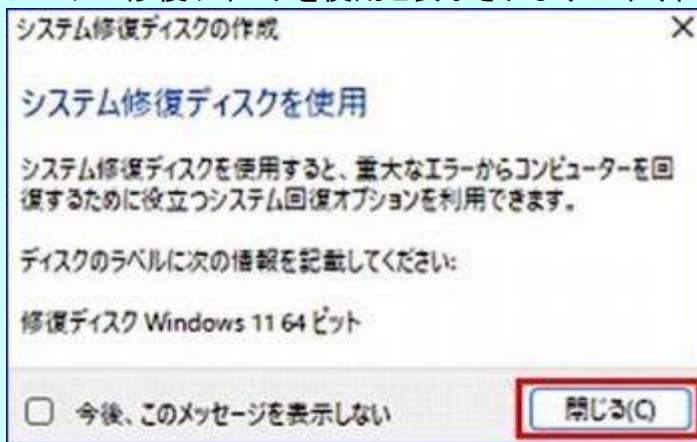 システム修復ディスクの作成
システム修復ディスクを使用
システム修復ディスクを使用すると、重大なエラーからコンピューターを回
復するために役立つシステム回復オプションを利用できます。
ディスクのラベルに次の情報を記載してください:
修復ディスク Windows 11 64 ビット
今後、このメッセージを表示しない
閉じる(C)